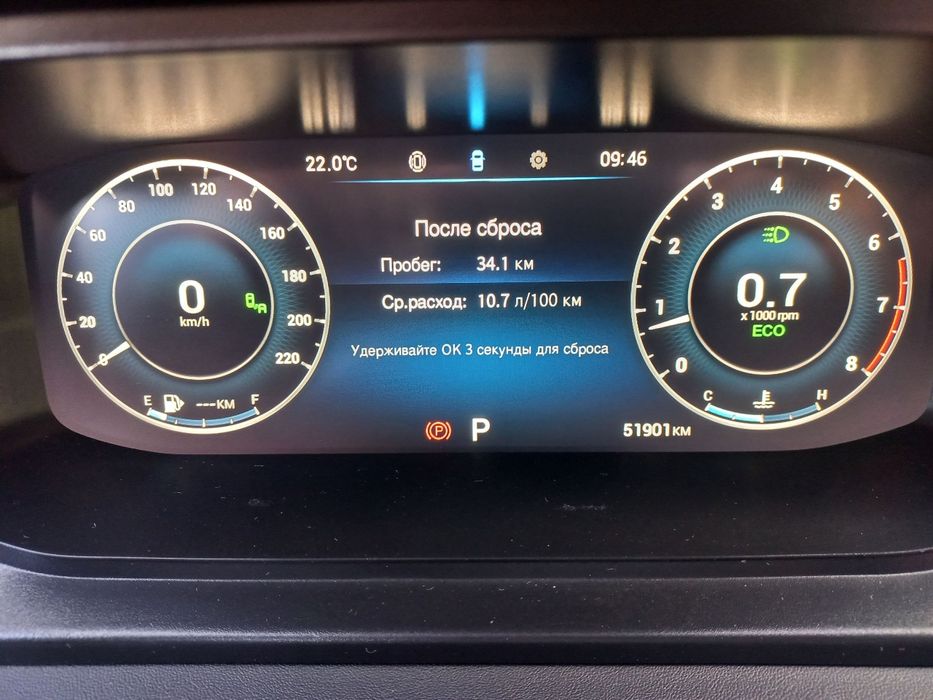 22.0°C
09:46
0
20
40
60
80
100
120
140
160
180
200
220
0
km/h
A
E
---КМ
F
После сброса
Пробег: 34.1 км
Ср.расход: 10.7 л/100 км
Удерживайте OK 3 секунды для сброса
(P) P
51901км
0
1
2
3
4
5
6
7
8
0.7
x 1000 rpm
ECO
C
E
H